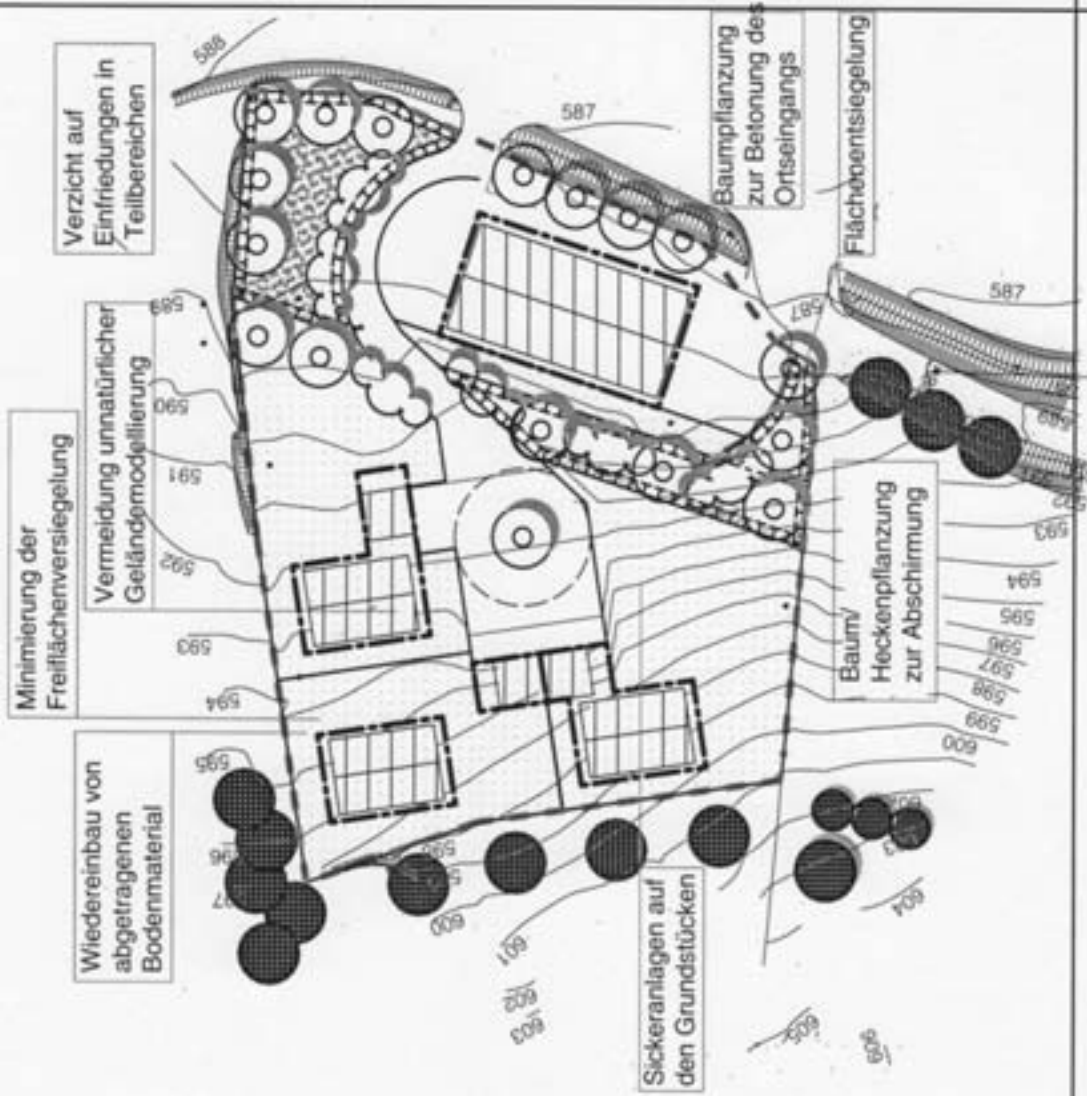 Verzicht auf
Einfriedungen in
Teilbereichen
Baumpflanzung
zur Betonung des
Ortseingangs
Flächenentsiegelung
Minimierung der
Freiflächenversiegelung
Vermeidung unnatürlicher
Geländemodellierung
Wiedereinbau von
abgetragenen
Bodenmaterial
Sickeranlagen auf
den Grundstücken
Baum/
Heckenpflanzung
zur Abschirmung
588
587
587
587
589
590
591
592
593
594
595
600
601
602
603
593
594
595
596
597
598
599
600
604
605
606